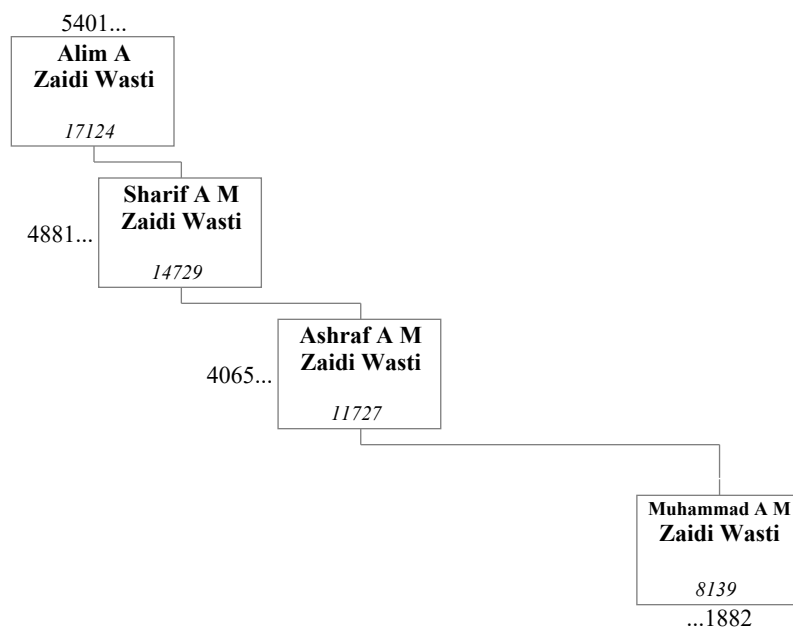 5401...
Alim A
Zaidi Wasti
17124
Sharif A M
Zaidi Wasti
4881...
14729
Ashraf A M
Zaidi Wasti
4065...
11727
Muhammad A M
Zaidi Wasti
8139
...1882